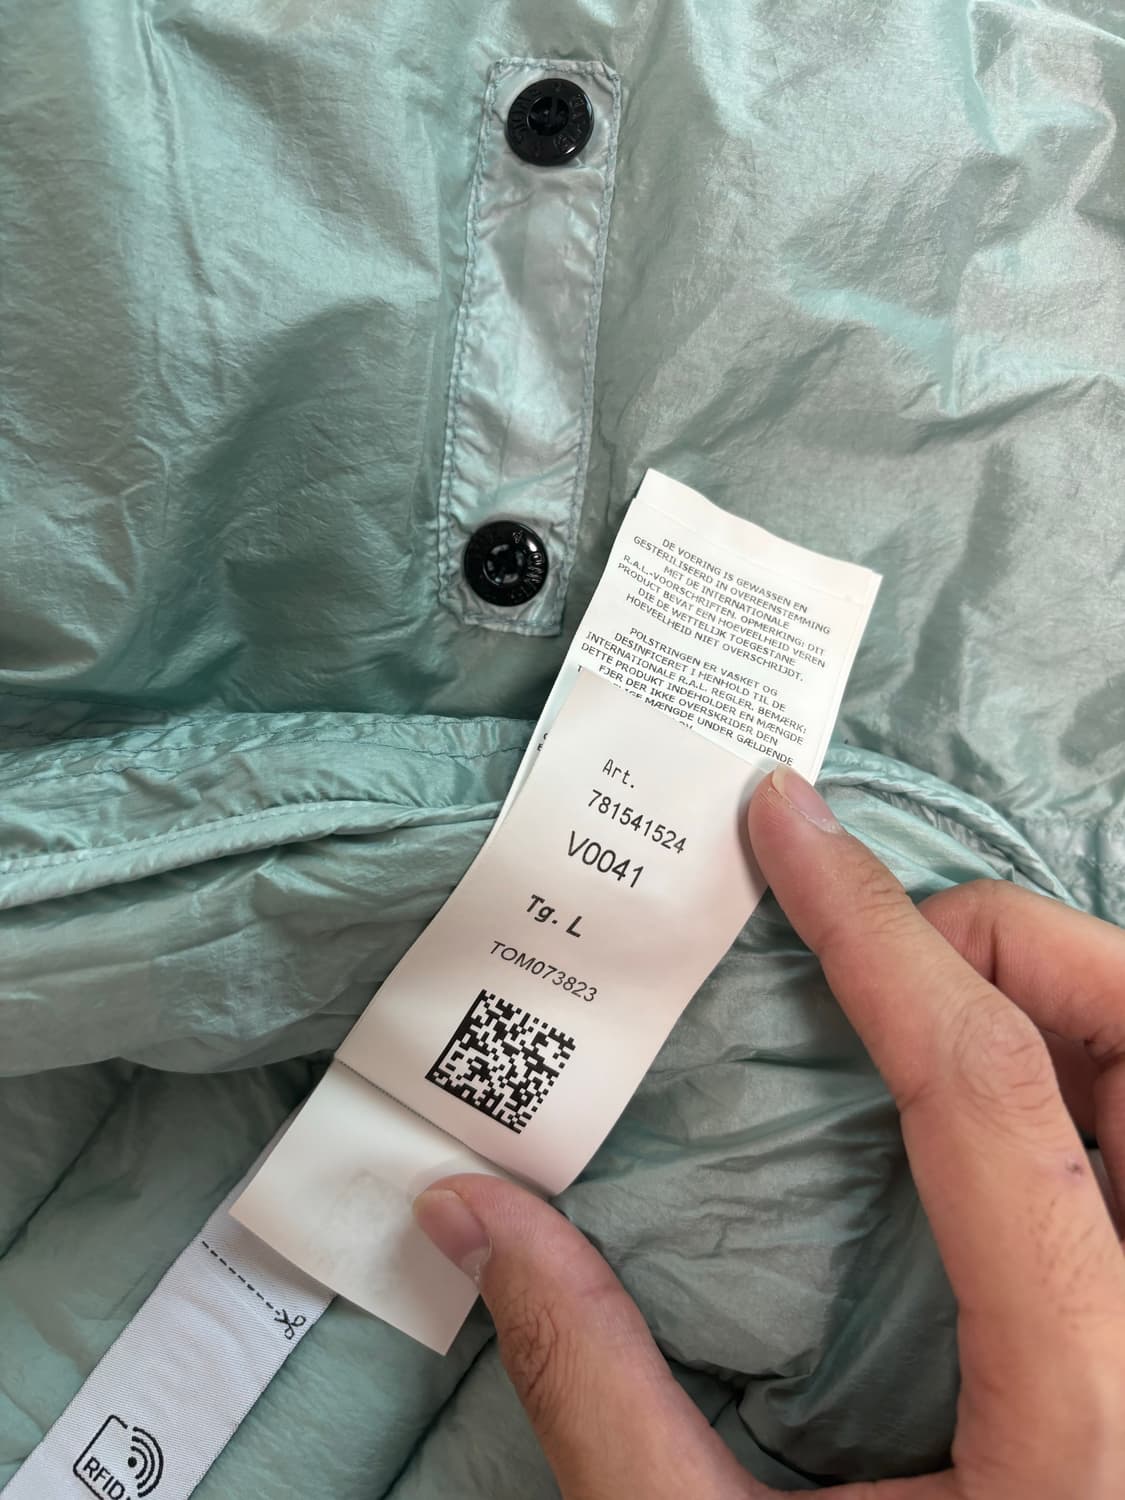 DE VOERING IS GEWASSEN EN
GESTERILISEERD IN OVEREENSTEMMING
MET DE INTERNATIONALE
R.A.L.-VOORSCHRIFTEN. OPMERKING: DIT
PRODUCT BEVAT EEN HOEVEELHEID VEREN
DIE DE WETTELIJK TOEGESTANE
HOEVEELHEID NIET OVERSCHRIJDT.
POLSTRINGEN ER VASKET OG
DESINFICERET I HENHOLD TIL DE
INTERNATIONALE R.A.L. REGLER. BEMÆRK:
DETTE PRODUKT INDEHOLDER EN MÆNGDE
FJER DER IKKE OVERSKRIDER DEN
MÆNGDE UNDER GÆLDENDE
Art.
781541524
V0041
Tg. L
TOM073823
RFID